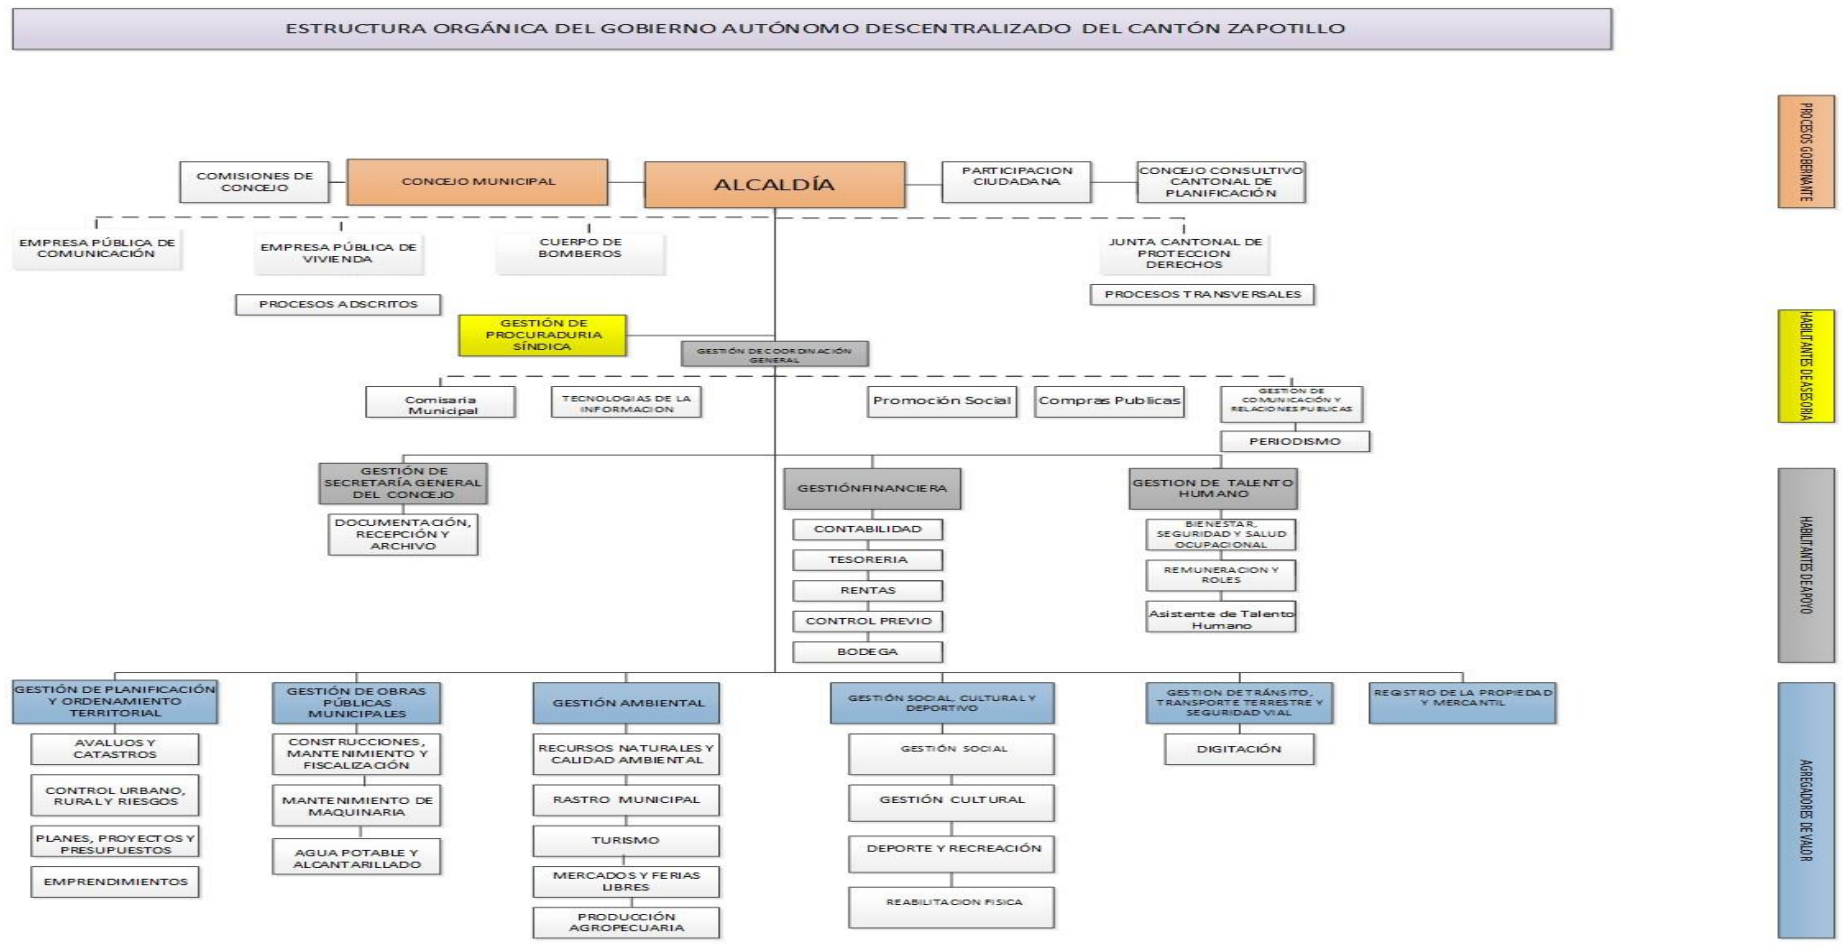 ESTRUCTURA ORGÁNICA DEL GOBIERNO AUTÓNOMO DESCENTRALIZADO DEL CANTÓN ZAPOTILLO
PROCESOS GOBERNANTE
COMISIONES DE
CONCEJO
CONCEJO MUNICIPAL
ALCALDÍA
PARTICIPACION
CIUDADANA
CONCEJO CONSULTIVO
CANTONAL DE
PLANIFICACIÓN
EMPRESA PÚBLICA DE
COMUNICACIÓN
EMPRESA PÚBLICA DE
VIVIENDA
CUERPO DE
BOMBEROS
JUNTA CANTONAL DE
PROTECCION
DERECHOS
PROCESOS ADSCRITOS
PROCESOS TRANSVERSALES
HABILITANTES DE ASESORIA
GESTIÓN DE
PROCURADURIA
SÍNDICA
GESTIÓN DE COORDINACIÓN
GENERAL
Comisaria
Municipal
TECNOLOGIAS DE LA
INFORMACION
Promoción Social
Compras Publicas
GESTION DE
COMUNICACIÓN Y
RELACIONES PUBLICAS
PERIODISMO
HABILITANTES DE APOYO
GESTIÓN DE
SECRETARÍA GENERAL
DEL CONCEJO
DOCUMENTACIÓN,
RECEPCIÓN Y
ARCHIVO
GESTIÓN FINANCIERA
CONTABILIDAD
TESORERIA
RENTAS
CONTROL PREVIO
BODEGA
GESTION DE TALENTO
HUMANO
BIENESTAR,
SEGURIDAD Y SALUD
OCUPACIONAL
REMUNERACION Y
ROLES
Asistente de Talento
Humano
AGREGADORES DE VALOR
GESTIÓN DE PLANIFICACIÓN
Y ORDENAMIENTO
TERRITORIAL
AVALUOS Y
CATASTROS
CONTROL URBANO,
RURAL Y RIESGOS
PLANES, PROYECTOS Y
PRESUPUESTOS
EMPRENDIMIENTOS
GESTIÓN DE OBRAS
PÚBLICAS
MUNICIPALES
CONSTRUCCIONES,
MANTENIMIENTO Y
FISCALIZACIÓN
MANTENIMIENTO DE
MAQUINARIA
AGUA POTABLE Y
ALCANTARILLADO
GESTIÓN AMBIENTAL
RECURSOS NATURALES Y
CALIDAD AMBIENTAL
RASTRO MUNICIPAL
TURISMO
MERCADOS Y FERIAS
LIBRES
PRODUCCIÓN
AGROPECUARIA
GESTIÓN SOCIAL, CULTURAL Y
DEPORTIVO
GESTIÓN SOCIAL
GESTIÓN CULTURAL
DEPORTE Y RECREACIÓN
REABILITACION FISICA
GESTION DE TRÁNSITO,
TRANSPORTE TERRESTRE Y
SEGURIDAD VIAL
DIGITACIÓN
REGISTRO DE LA PROPIEDAD
Y MERCANTIL